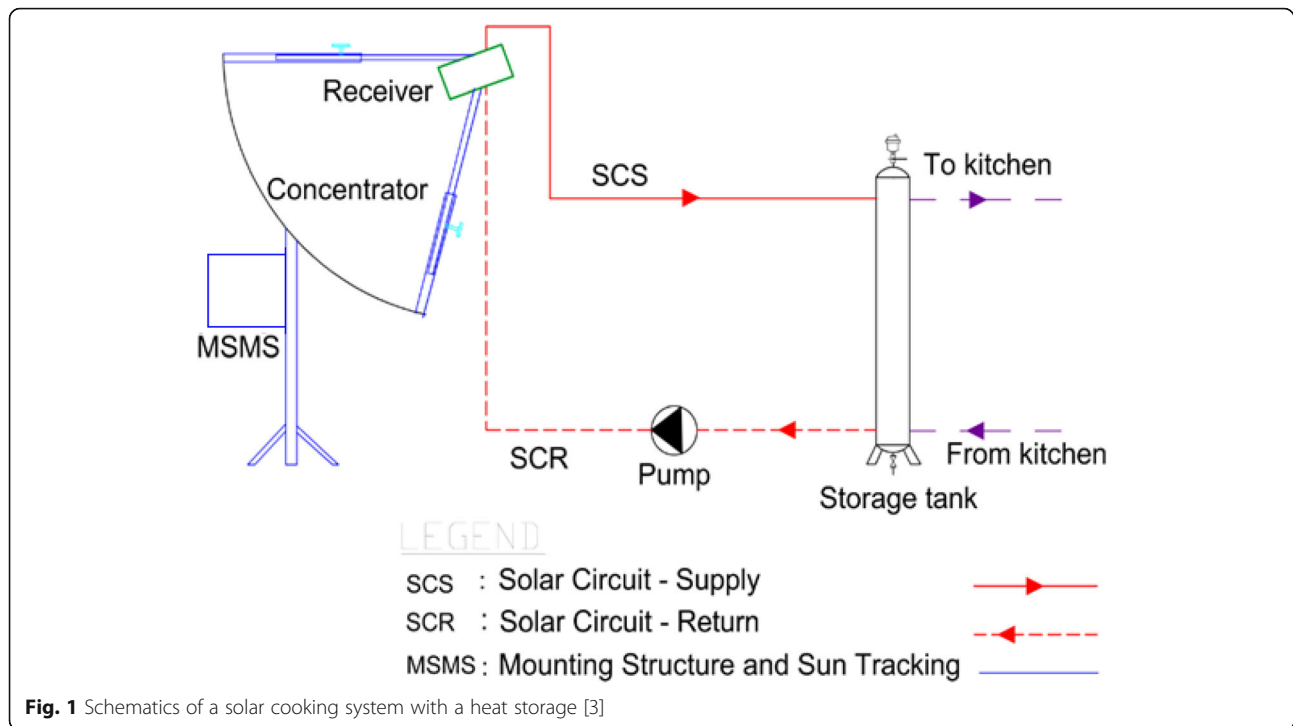 Receiver
Concentrator
SCS
To kitchen
MSMS
SCR
Pump
From kitchen
Storage tank
LEGEND
SCS : Solar Circuit - Supply
SCR : Solar Circuit - Return
MSMS : Mounting Structure and Sun Tracking
Fig. 1 Schematics of a solar cooking system with a heat storage [3]